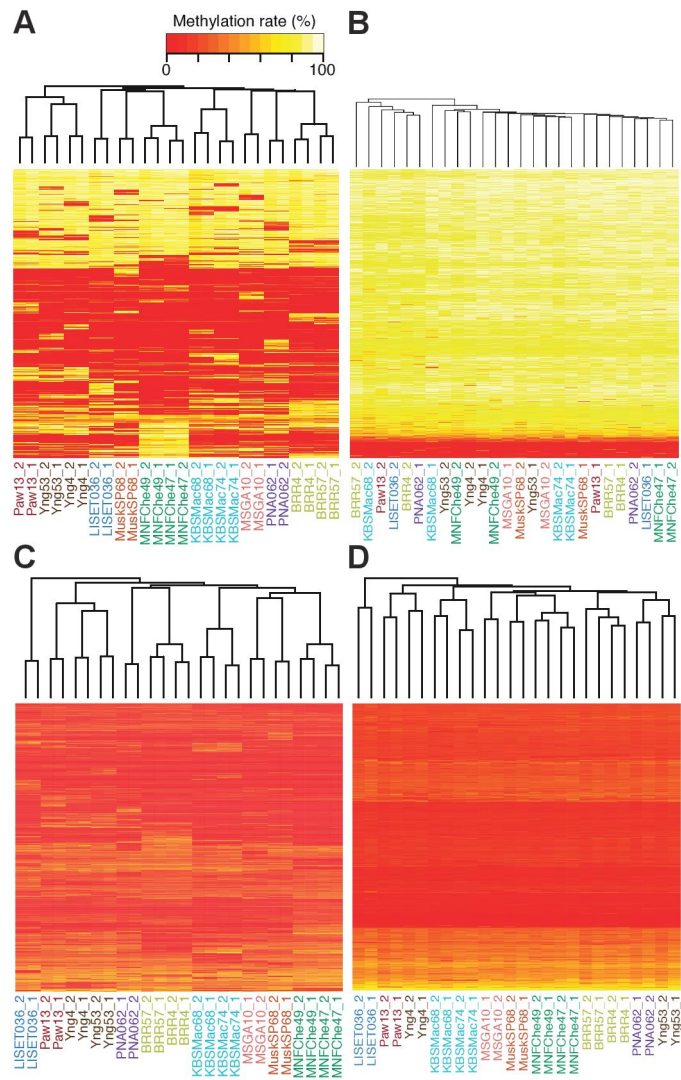 A
Methylation rate (%)
0 100
B
Paw13_2
Paw13_1
Yng53_2
Yng53_1
Yng4_2
Yng4_1
LISET036_2
LISET036_1
MuskSP68_2
MuskSP68_1
MNFChe49_2
MNFChe49_1
MNFChe47_1
MNFChe47_2
KBSMac68_2
KBSMac68_1
KBSMac74_2
KBSMac74_1
MSGA10_2
MSGA10_1
PNA062_1
PNA062_2
BRR4_2
BRR4_1
BRR57_2
BRR57_1
BRR57_2
KBSMac68_2
Paw13_2
LISET036_2
BRR4_2
PNA062_1
KBSMac68_1
Yng53_2
MNFChe49_1
Yng4_2
Yng4_1
MNFChe49_2
MSGA10_1
MuskSP68_2
Yng53_1
MSGA10_2
KBSMac74_2
KBSMac74_1
MuskSP68_1
Paw13_1
BRR57_1
BRR4_1
PNA062_2
LISET036_1
MNFChe47_1
MNFChe47_2
C
D
LISET036_2
LISET036_1
Paw13_2
Paw13_1
Yng4_2
Yng4_1
Yng53_2
Yng53_1
PNA062_1
PNA062_2
BRR57_2
BRR57_1
BRR4_2
BRR4_1
KBSMac68_2
KBSMac68_1
KBSMac74_2
KBSMac74_1
MSGA10_1
MSGA10_2
MuskSP68_2
MuskSP68_1
MNFChe49_2
MNFChe49_1
MNFChe47_2
MNFChe47_1
LISET036_2
LISET036_1
Paw13_2
Paw13_1
Yng4_2
Yng4_1
KBSMac68_2
KBSMac68_1
KBSMac74_2
KBSMac74_1
MSGA10_2
MSGA10_1
MuskSP68_2
MuskSP68_1
MNFChe49_2
MNFChe49_1
MNFChe47_2
MNFChe47_1
BRR57_2
BRR57_1
BRR4_1
BRR4_2
PNA062_1
PNA062_2
Yng53_2
Yng53_1